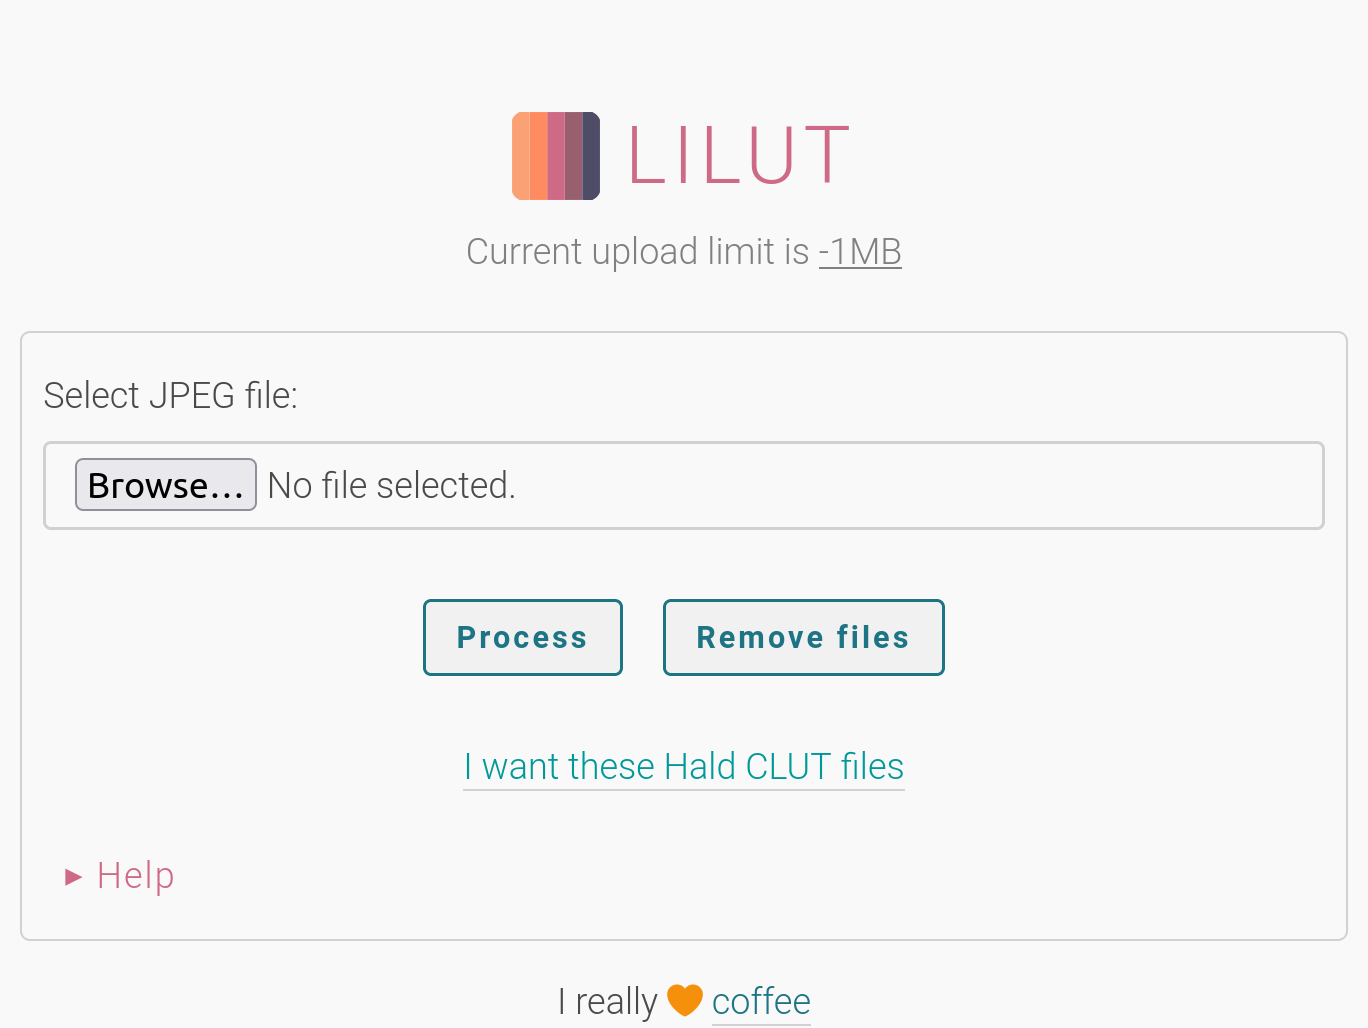 LILUT
Current upload limit is -1MB
Select JPEG file:
Browse... No file selected.
Process Remove files
I want these Hald CLUT files
▶ Help
I really 🧡 coffee